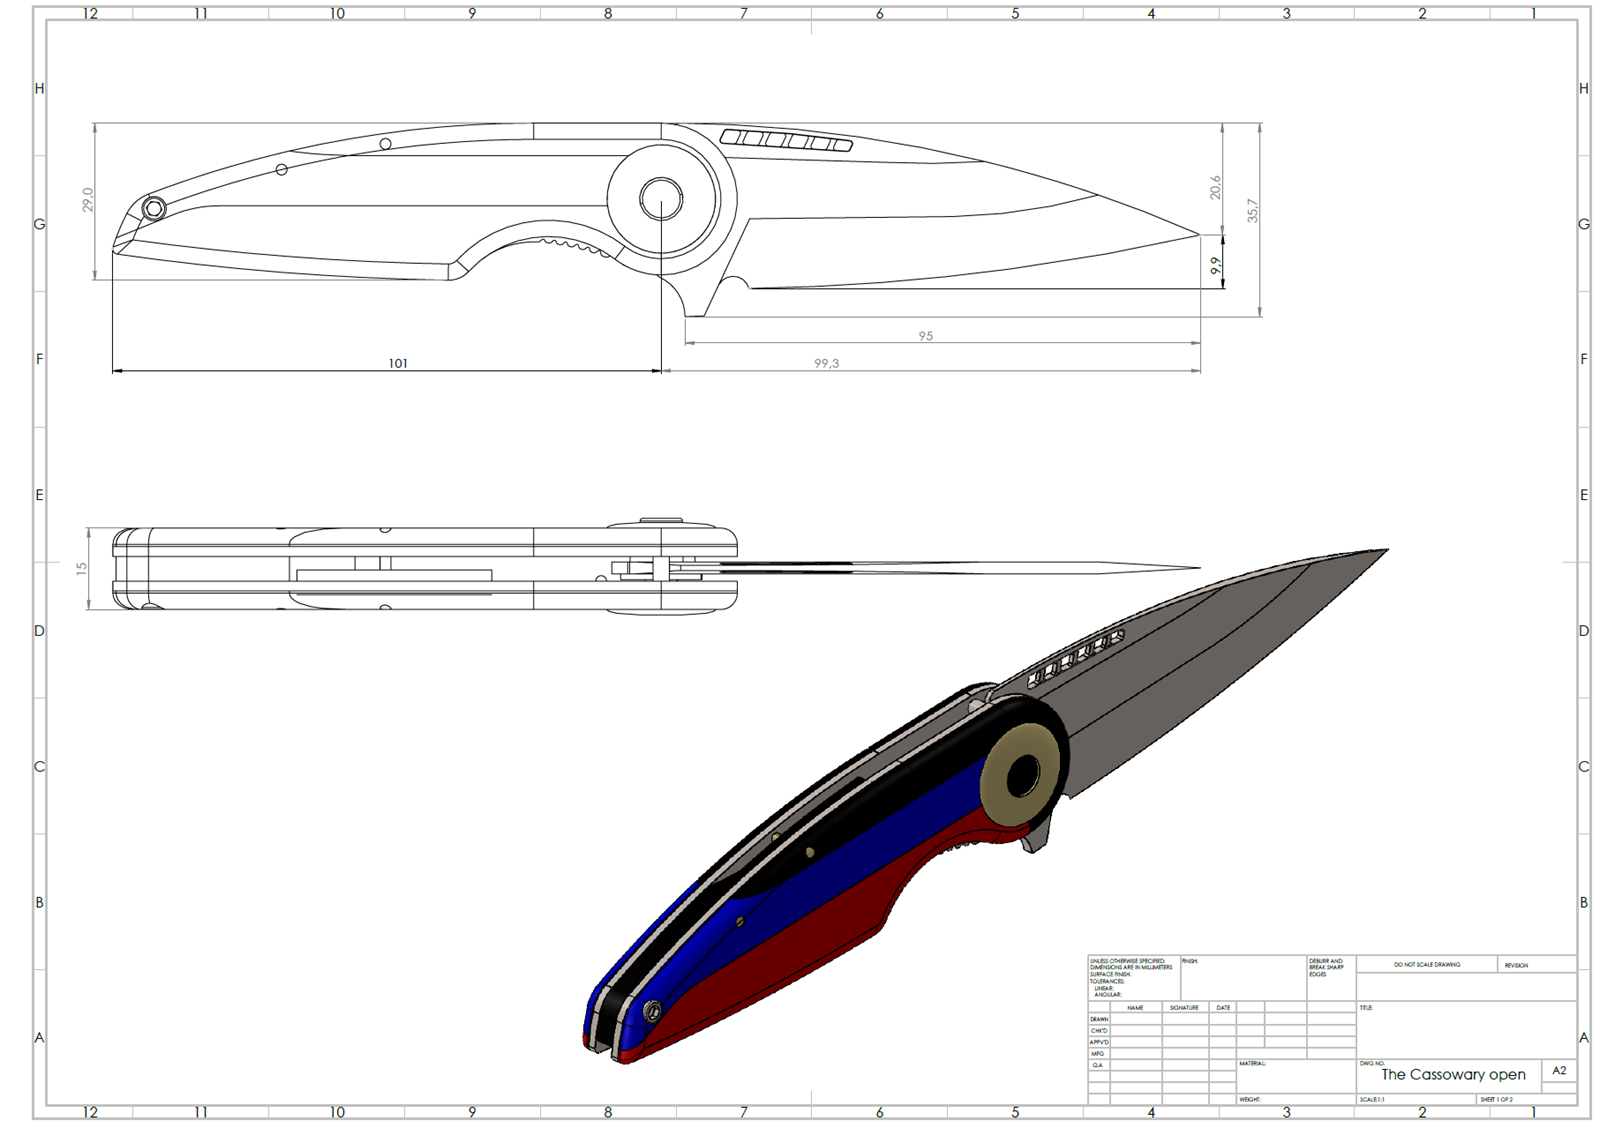 12 11 10 9 8 7 6 5 4 3 2 1
H H
29,0
20,6
35,7
G G
9,9
95
F F
101
99,3
E E
15
D D
C C
B B
UNLESS OTHERWISE SPECIFIED:
DIMENSIONS ARE IN MILLIMETERS
SURFACE FINISH:
TOLERANCES:
LINEAR:
ANGULAR:
FINISH:
DEBURR AND
BREAK SHARP
EDGES
DO NOT SCALE DRAWING
REVISION
NAME SIGNATURE DATE
TITLE:
DRAWN
CHK'D
APPV'D
MFG
Q.A
MATERIAL:
DWG NO.
The Cassowary open
A2
WEIGHT:
SCALE:1:1
SHEET 1 OF 2
A A
12 11 10 9 8 7 6 5 4 3 2 1